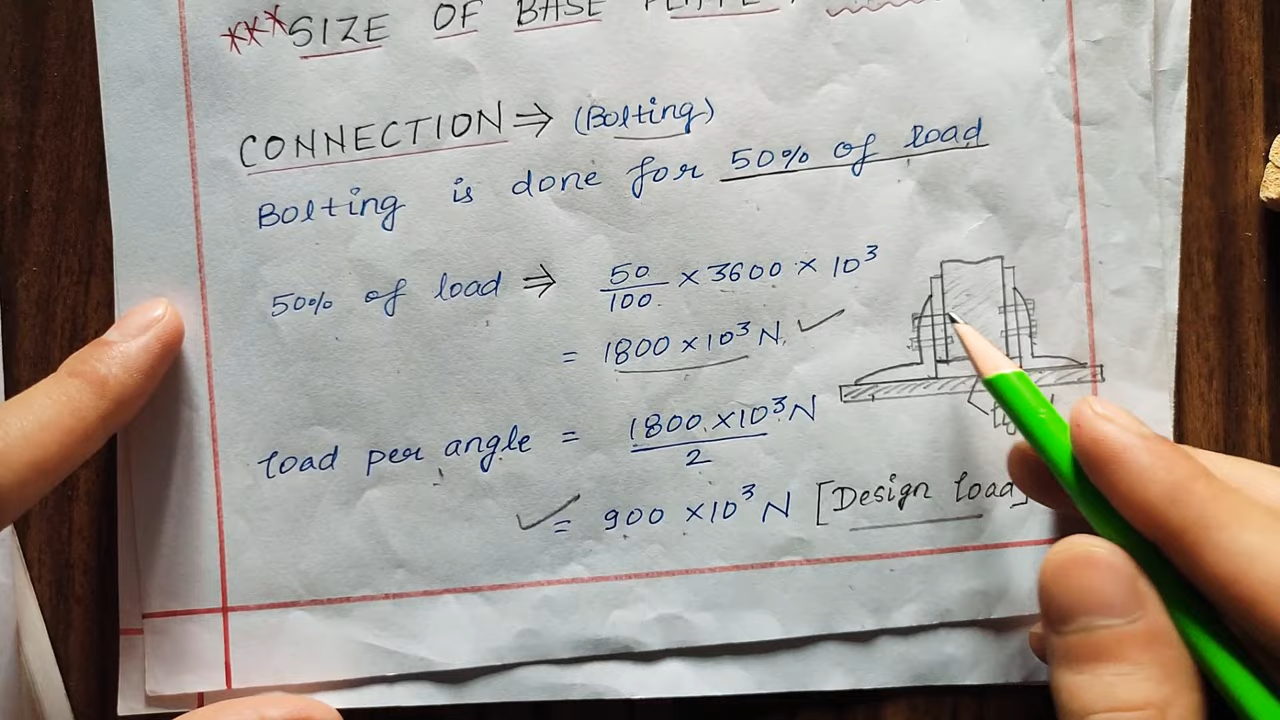 ***SIZE OF BASE PLATE
CONNECTION ⇒ (Bolting)
Bolting is done for 50% of load
50% of load ⇒ 50/100 × 3600 × 10³
= 1800 × 10³ N.
load per angle = 1800 × 10³ N / 2
= 900 × 10³ N [Design load]